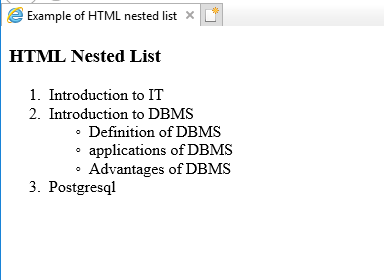 Example of HTML nested list
HTML Nested List
1. Introduction to IT
2. Introduction to DBMS
◦ Definition of DBMS
◦ applications of DBMS
◦ Advantages of DBMS
3. Postgresql